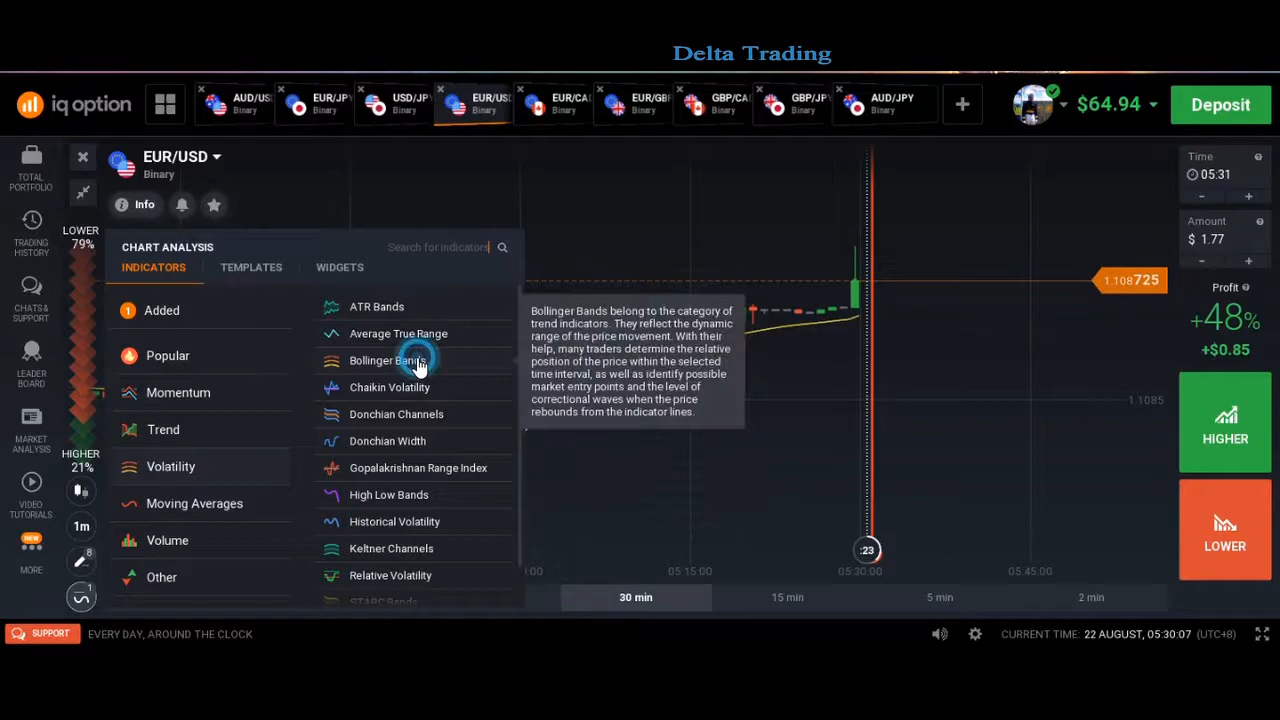 Delta Trading
iq option
AUD/US
Binary
EUR/JP
Binary
USD/JP
Binary
EUR/US
Binary
EUR/CA
Binary
EUR/GB
Binary
GBP/CA
Binary
GBP/JP
Binary
AUD/JPY
Binary
+
$64.94
Deposit
TOTAL
PORTFOLIO
TRADING
HISTORY
CHATS &
SUPPORT
LEADER
BOARD
MARKET
ANALYSIS
VIDEO
TUTORIALS
NEW
MORE
EUR/USD
Binary
Info
LOWER
79%
HIGHER
21%
1m
8
1
CHART ANALYSIS
Search for indicators
INDICATORS
TEMPLATES
WIDGETS
1 Added
Popular
Momentum
Trend
Volatility
Moving Averages
Volume
Other
ATR Bands
Average True Range
Bollinger Bands
Chaikin Volatility
Donchian Channels
Donchian Width
Gopalakrishnan Range Index
High Low Bands
Historical Volatility
Keltner Channels
Relative Volatility
STARC Bands
Bollinger Bands belong to the category of
trend indicators. They reflect the dynamic
range of the price movement. With their
help, many traders determine the relative
position of the price within the selected
time interval, as well as identify possible
market entry points and the level of
correctional waves when the price
rebounds from the indicator lines.
1.108725
1.1085
:23
:00
05:15:00
05:30:00
05:45:00
30 min
15 min
5 min
2 min
Time
05:31
- +
Amount
$ 1.77
- +
Profit
+48%
+$0.85
HIGHER
LOWER
SUPPORT
EVERY DAY, AROUND THE CLOCK
CURRENT TIME: 22 AUGUST, 05:30:07 (UTC+8)